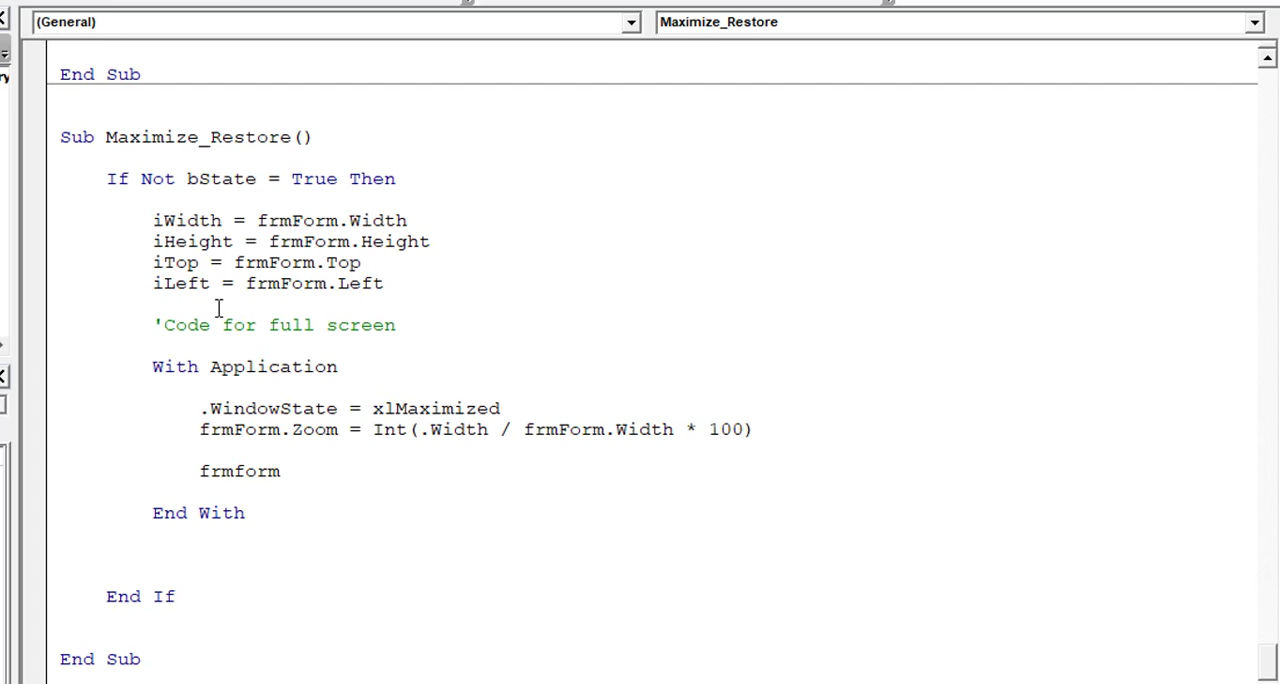 (General)
Maximize_Restore
End Sub
Sub Maximize_Restore()
If Not bState = True Then
iWidth = frmForm.Width
iHeight = frmForm.Height
iTop = frmForm.Top
iLeft = frmForm.Left
'Code for full screen
With Application
.WindowState = xlMaximized
frmForm.Zoom = Int(.Width / frmForm.Width * 100)
frmform
End With
End If
End Sub